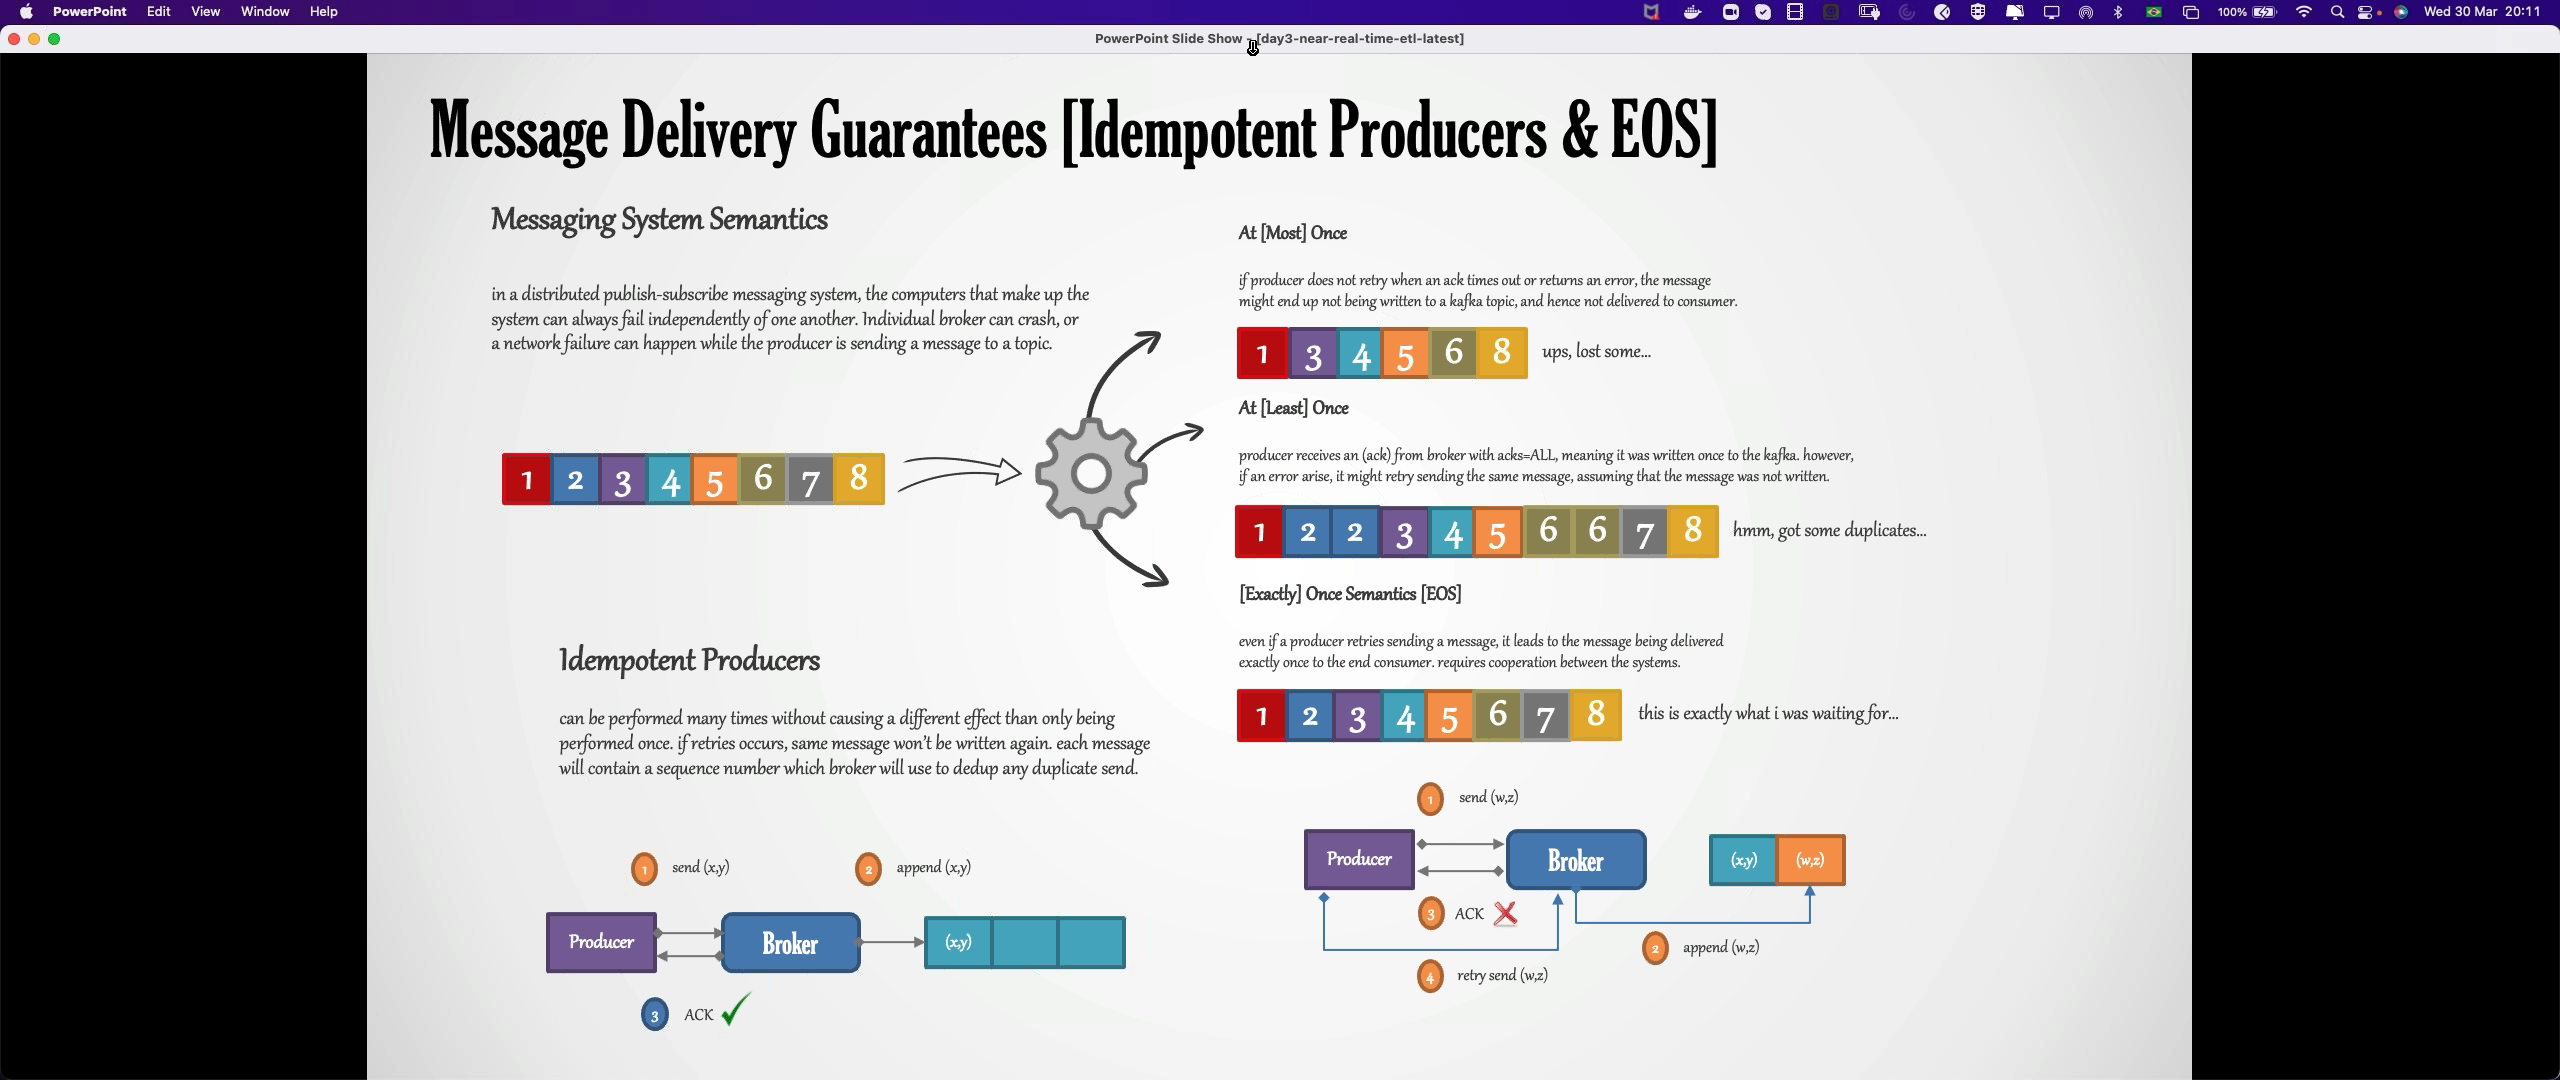 PowerPoint Edit View Window Help
100% Wed 30 Mar 20:11
PowerPoint Slide Show - [day3-near-real-time-etl-latest]
Message Delivery Guarantees [Idempotent Producers & EOS]
Messaging System Semantics
in a distributed publish-subscribe messaging system, the computers that make up the
system can always fail independently of one another. Individual broker can crash, or
a network failure can happen while the producer is sending a message to a topic.
1 2 3 4 5 6 7 8
At [Most] Once
if producer does not retry when an ack times out or returns an error, the message
might end up not being written to a kafka topic, and hence not delivered to consumer.
1 3 4 5 6 8 ups, lost some...
At [Least] Once
producer receives an (ack) from broker with acks=ALL, meaning it was written once to the kafka. however,
if an error arise, it might retry sending the same message, assuming that the message was not written.
1 2 2 3 4 5 6 6 7 8 hmm, got some duplicates...
[Exactly] Once Semantics [EOS]
even if a producer retries sending a message, it leads to the message being delivered
exactly once to the end consumer. requires cooperation between the systems.
1 2 3 4 5 6 7 8 this is exactly what i was waiting for...
Idempotent Producers
can be performed many times without causing a different effect than only being
performed once. if retries occurs, same message won't be written again. each message
will contain a sequence number which broker will use to dedup any duplicate send.
1 send (x,y) 2 append (x,y)
Producer Broker (x,y)
3 ACK
1 send (w,z)
Producer Broker (x,y) (w,z)
3 ACK
2 append (w,z)
4 retry send (w,z)